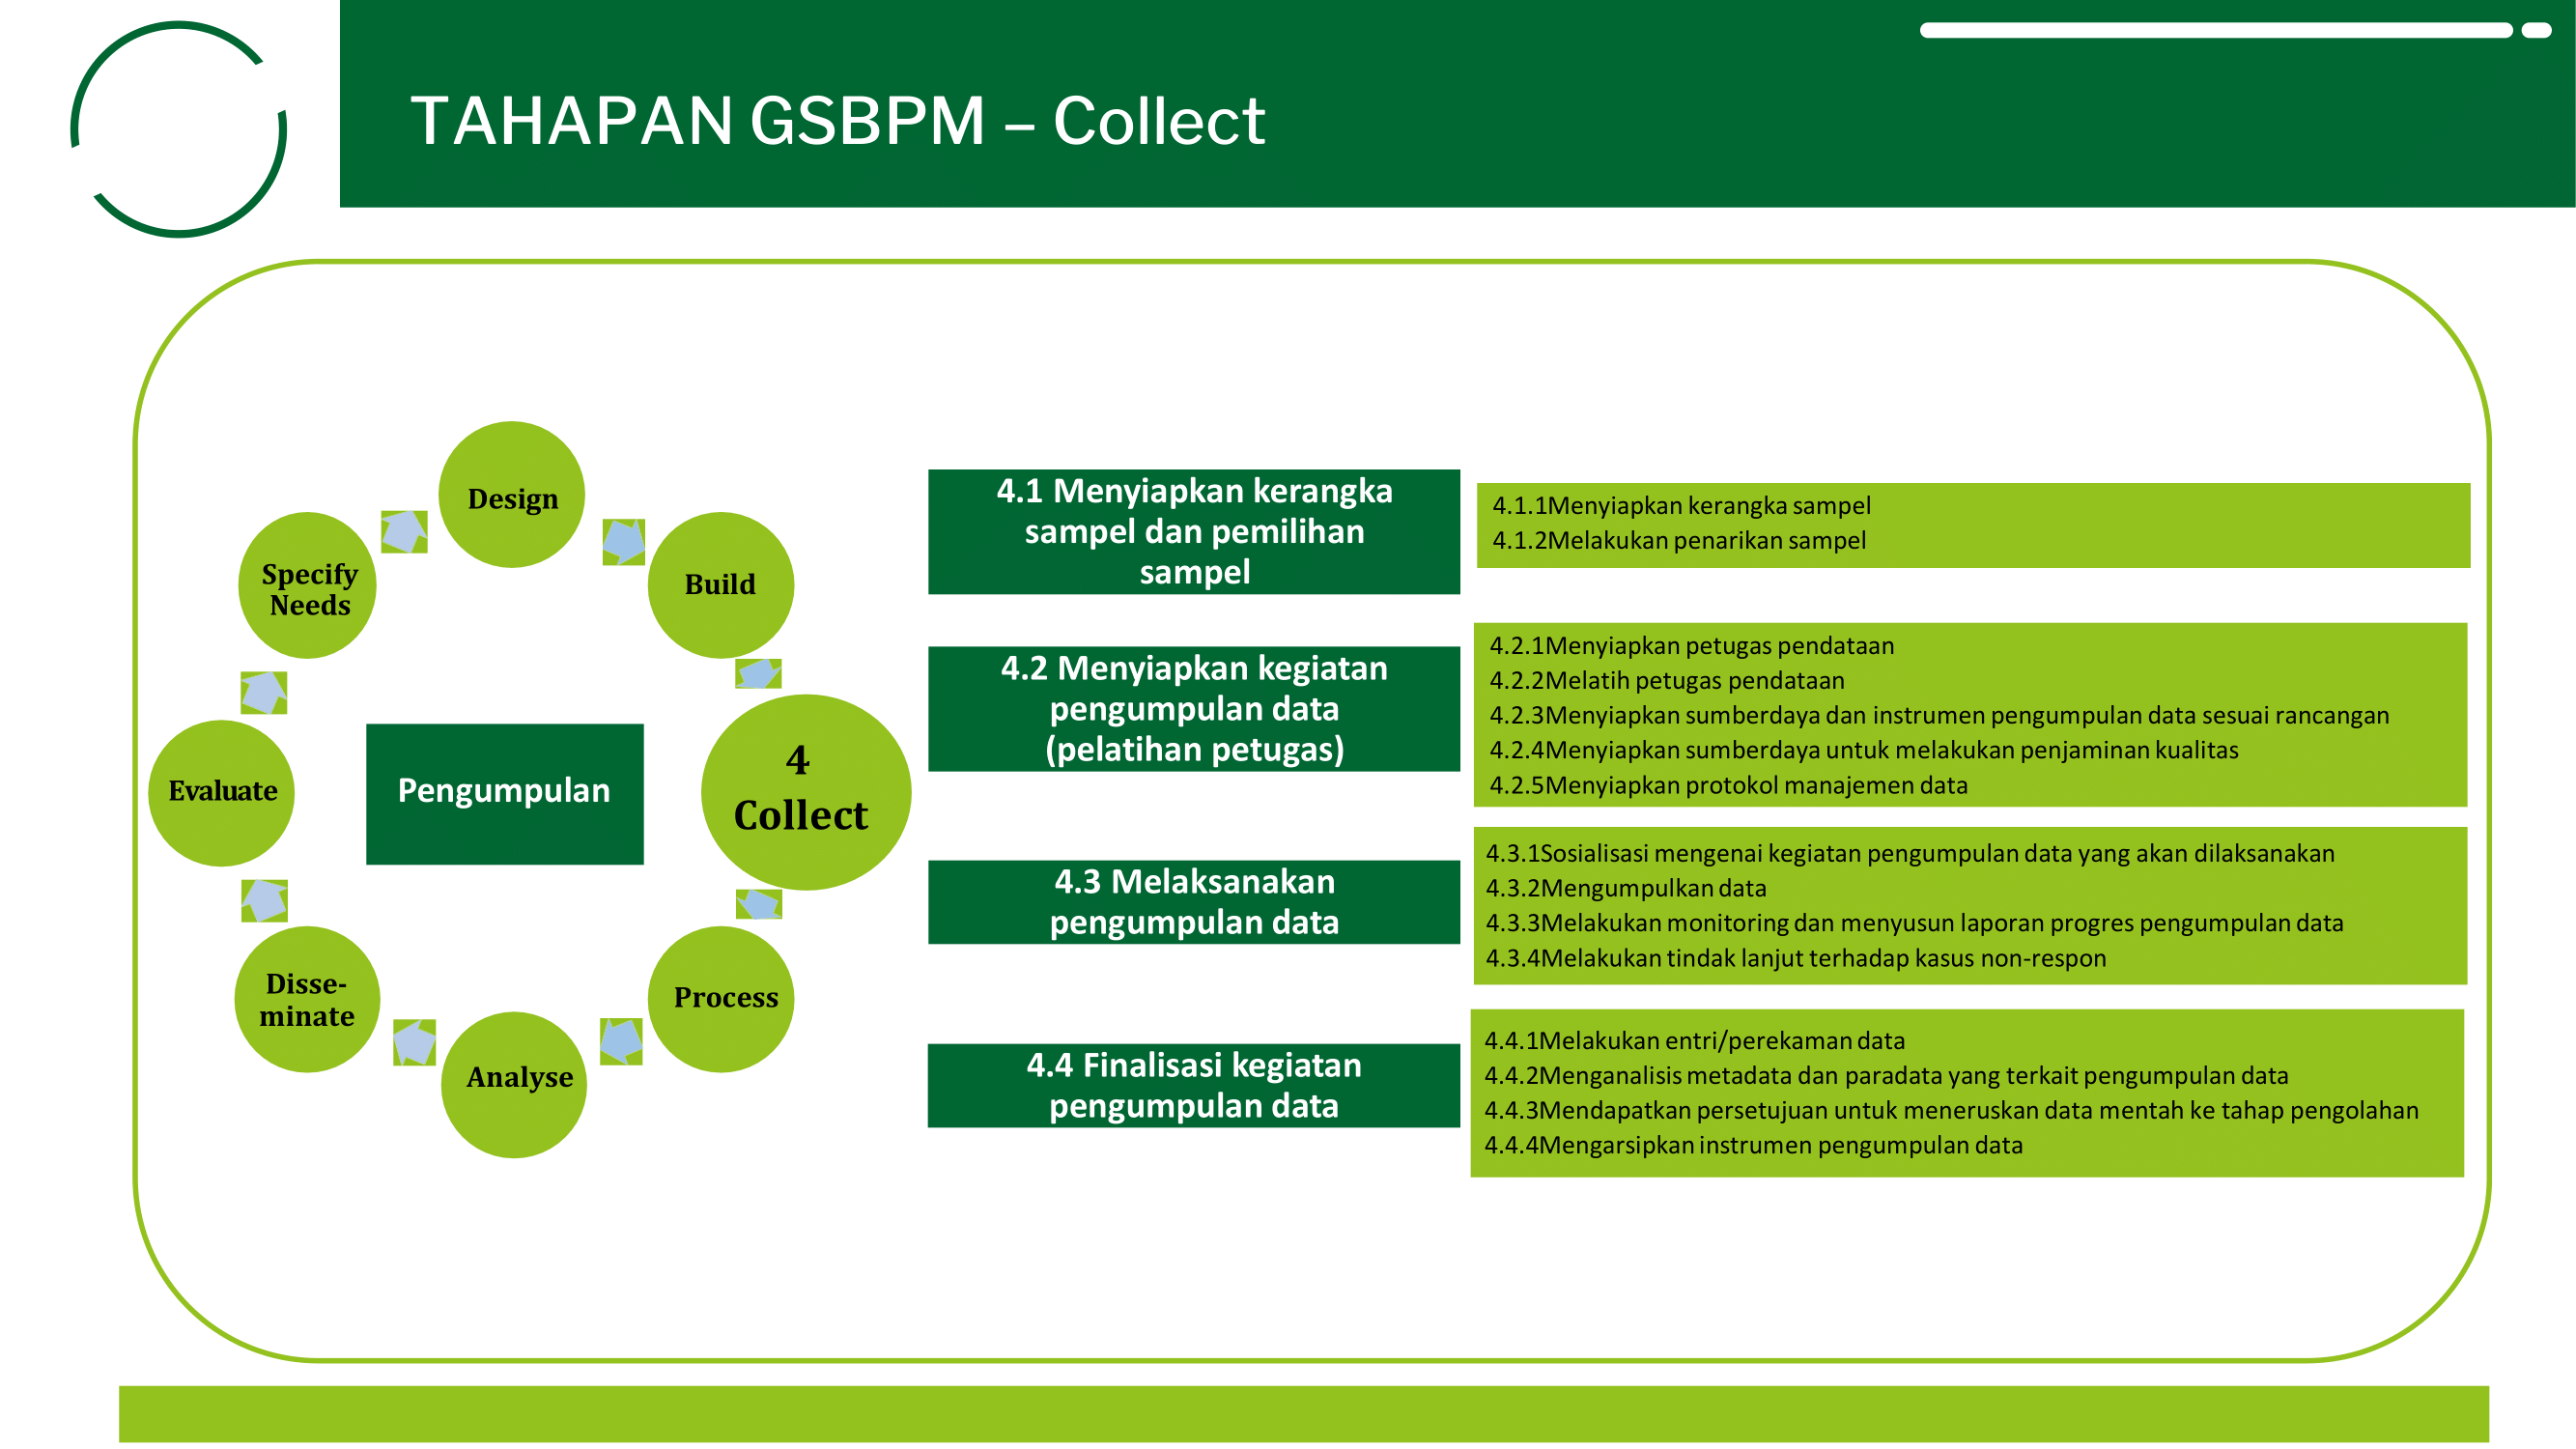 TAHAPAN GSBPM – Collect
Design
Specify
Needs
Build
Evaluate
Pengumpulan
4
Collect
Disse-
minate
Process
Analyse
4.1 Menyiapkan kerangka
sampel dan pemilihan
sampel
4.1.1Menyiapkan kerangka sampel
4.1.2Melakukan penarikan sampel
4.2 Menyiapkan kegiatan
pengumpulan data
(pelatihan petugas)
4.2.1Menyiapkan petugas pendataan
4.2.2Melatih petugas pendataan
4.2.3Menyiapkan sumberdaya dan instrumen pengumpulan data sesuai rancangan
4.2.4Menyiapkan sumberdaya untuk melakukan penjaminan kualitas
4.2.5Menyiapkan protokol manajemen data
4.3 Melaksanakan
pengumpulan data
4.3.1Sosialisasi mengenai kegiatan pengumpulan data yang akan dilaksanakan
4.3.2Mengumpulkan data
4.3.3Melakukan monitoring dan menyusun laporan progres pengumpulan data
4.3.4Melakukan tindak lanjut terhadap kasus non-respon
4.4 Finalisasi kegiatan
pengumpulan data
4.4.1Melakukan entri/perekaman data
4.4.2Menganalisis metadata dan paradata yang terkait pengumpulan data
4.4.3Mendapatkan persetujuan untuk meneruskan data mentah ke tahap pengolahan
4.4.4Mengarsipkan instrumen pengumpulan data